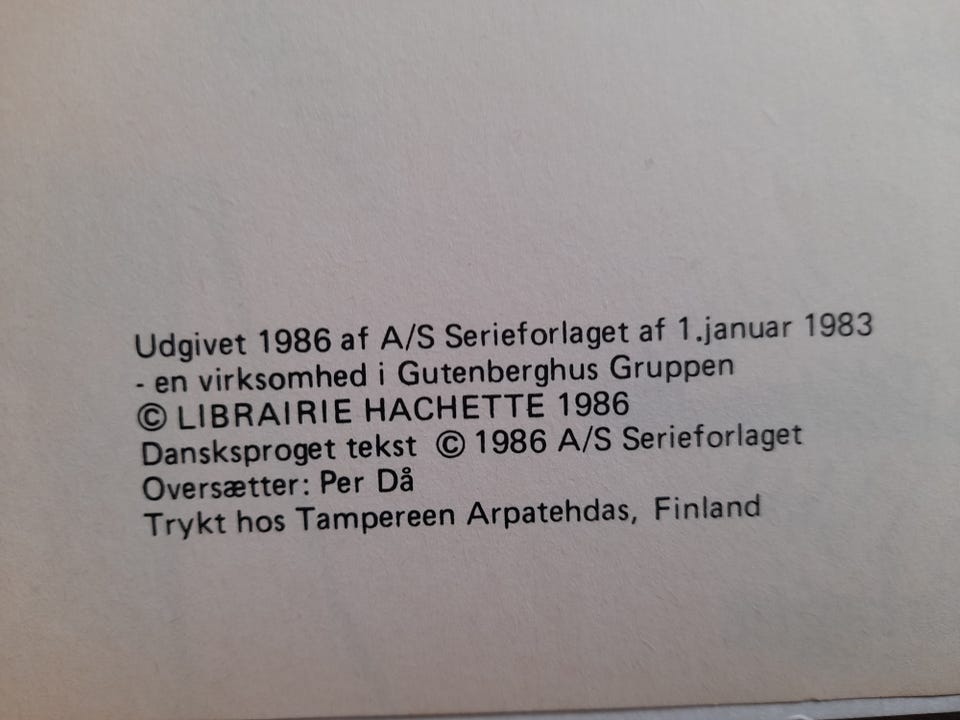 Udgivet 1986 af A/S Serieforlaget af 1.januar 1983
- en virksomhed i Gutenberghus Gruppen
© LIBRAIRIE HACHETTE 1986
Dansksproget tekst © 1986 A/S Serieforlaget
Oversætter: Per Då
Trykt hos Tampereen Arpatehdas, Finland